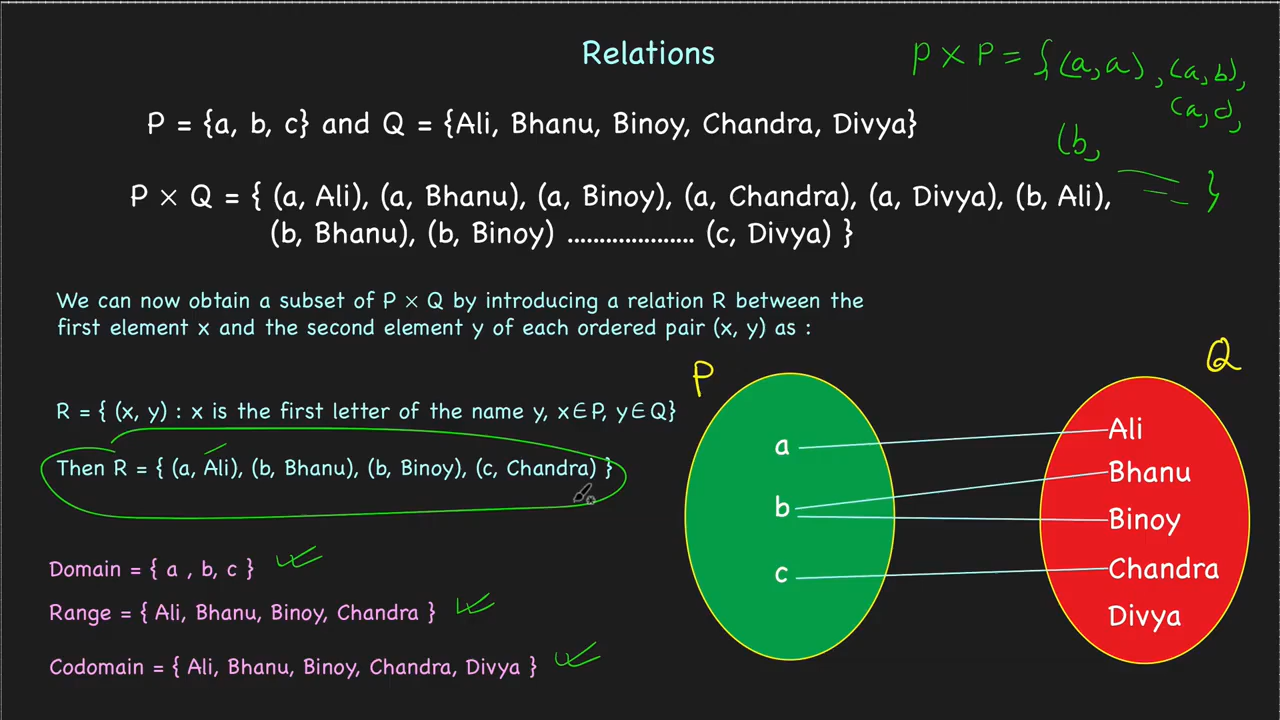 Relations
P × P = {(a,a), (a,b),
(a,c),
(b,
}
P = {a, b, c} and Q = {Ali, Bhanu, Binoy, Chandra, Divya}
P × Q = { (a, Ali), (a, Bhanu), (a, Binoy), (a, Chandra), (a, Divya), (b, Ali),
(b, Bhanu), (b, Binoy) ..................... (c, Divya) }
We can now obtain a subset of P × Q by introducing a relation R between the
first element x and the second element y of each ordered pair (x, y) as :
R = { (x, y) : x is the first letter of the name y, x∈P, y∈Q}
Then R = { (a, Ali), (b, Bhanu), (b, Binoy), (c, Chandra) }
Domain = { a , b, c }
Range = { Ali, Bhanu, Binoy, Chandra }
Codomain = { Ali, Bhanu, Binoy, Chandra, Divya }
P
a
b
c
Q
Ali
Bhanu
Binoy
Chandra
Divya